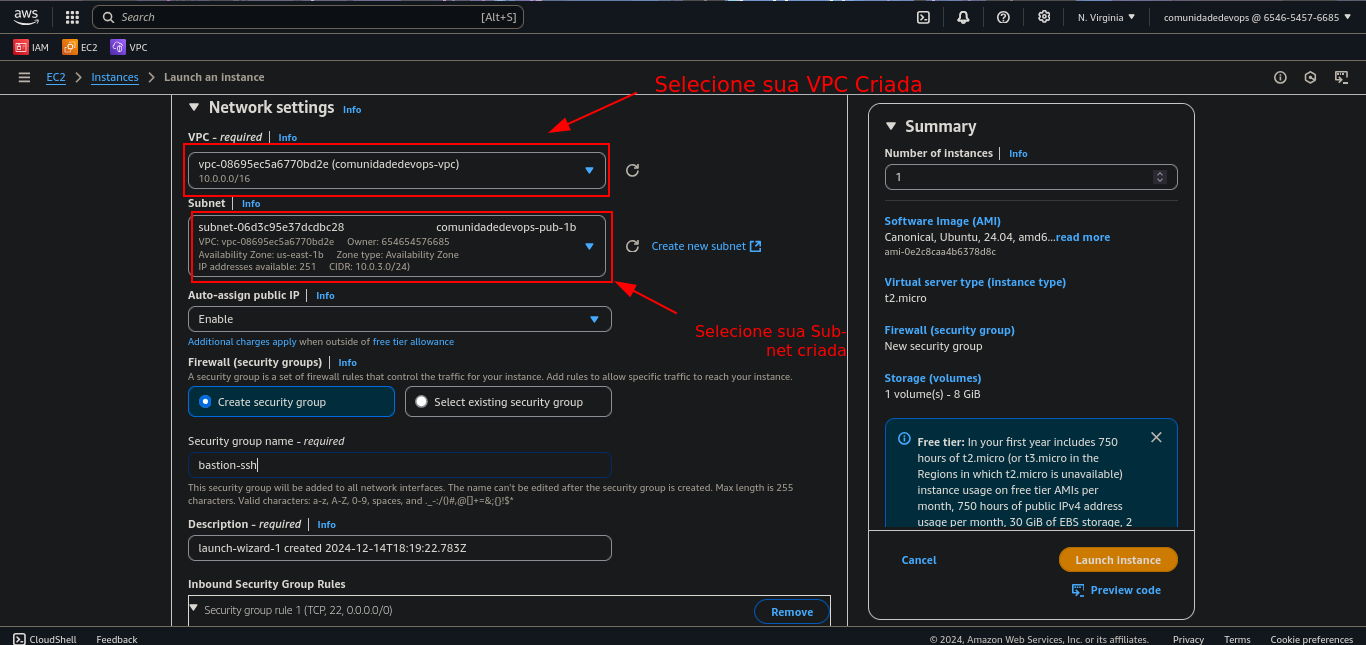 aws
Search
[Alt+S]
N. Virginia
comunidadedevops @ 6546-5457-6685
IAM
EC2
VPC
EC2
Instances
Launch an instance
Selecione sua VPC Criada
Network settings Info
VPC - required Info
vpc-08695ec5a6770bd2e (comunidadedevops-vpc)
10.0.0.0/16
Subnet Info
subnet-06d3c95e37dcdbc28 comunidadedevops-pub-1b
VPC: vpc-08695ec5a6770bd2e Owner: 654654576685
Availability Zone: us-east-1b Zone type: Availability Zone
IP addresses available: 251 CIDR: 10.0.3.0/24)
Create new subnet
Auto-assign public IP Info
Enable
Selecione sua Sub-
net criada
Additional charges apply when outside of free tier allowance
Firewall (security groups) Info
A security group is a set of firewall rules that control the traffic for your instance. Add rules to allow specific traffic to reach your instance.
Create security group
Select existing security group
Security group name - required
bastion-ssh
This security group will be added to all network interfaces. The name can't be edited after the security group is created. Max length is 255
characters. Valid characters: a-z, A-Z, 0-9, spaces, and ._-:/()#,@[]+=&;{}!$*
Description - required Info
launch-wizard-1 created 2024-12-14T18:19:22.783Z
Inbound Security Group Rules
Security group rule 1 (TCP, 22, 0.0.0.0/0)
Remove
Summary
Number of instances Info
1
Software Image (AMI)
Canonical, Ubuntu, 24.04, amd6...read more
ami-0e2c8caa4b6378d8c
Virtual server type (instance type)
t2.micro
Firewall (security group)
New security group
Storage (volumes)
1 volume(s) - 8 GiB
Free tier: In your first year includes 750
hours of t2.micro (or t3.micro in the
Regions in which t2.micro is unavailable)
instance usage on free tier AMIs per
month, 750 hours of public IPv4 address
usage per month, 30 GiB of EBS storage, 2
Cancel
Launch instance
Preview code
CloudShell
Feedback
© 2024, Amazon Web Services, Inc. or its affiliates.
Privacy
Terms
Cookie preferences